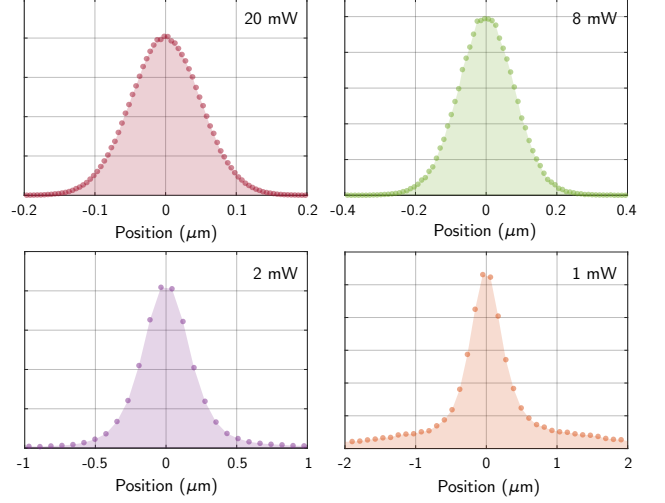 20 mW
8 mW
-0.2 -0.1 0 0.1 0.2
-0.4 -0.2 0 0.2 0.4
Position (μm)
Position (μm)
2 mW
1 mW
-1 -0.5 0 0.5 1
-2 -1 0 1 2
Position (μm)
Position (μm)